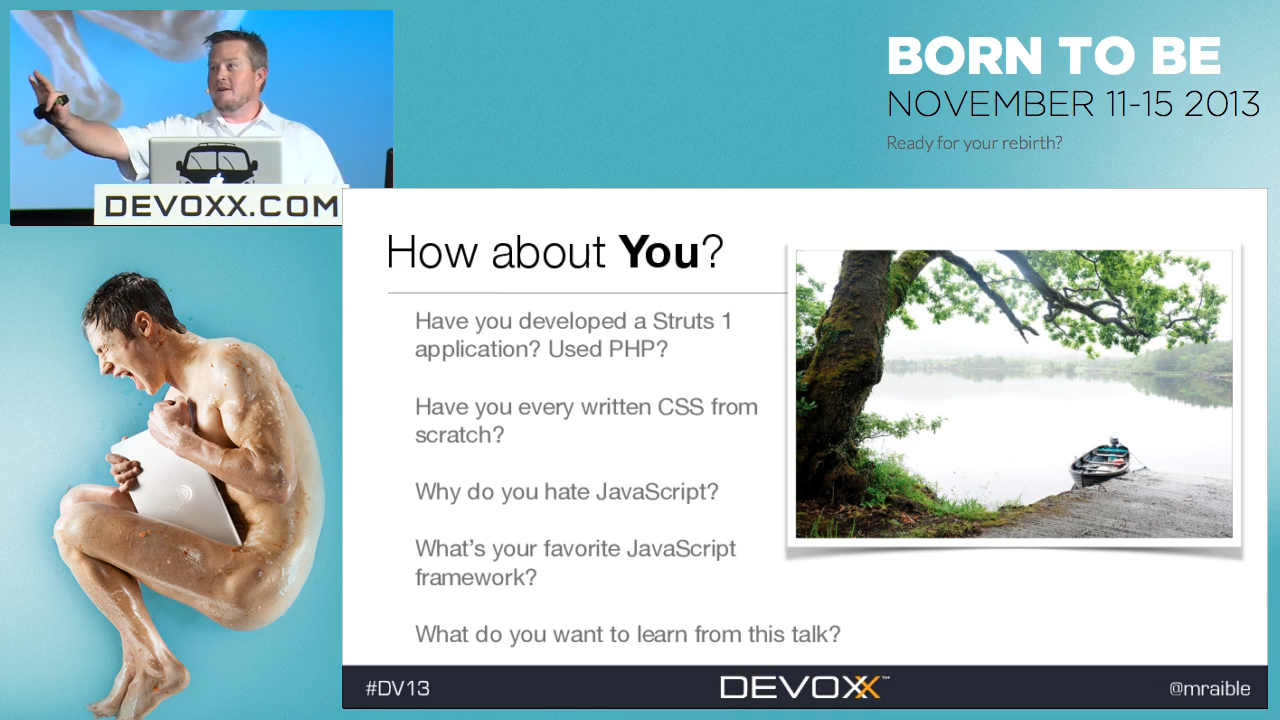 BORN TO BE
NOVEMBER 11-15 2013
Ready for your rebirth?
DEVOXX.COM
How about You?
Have you developed a Struts 1
application? Used PHP?
Have you every written CSS from
scratch?
Why do you hate JavaScript?
What's your favorite JavaScript
framework?
What do you want to learn from this talk?
#DV13
DEVOXX™
@mraible